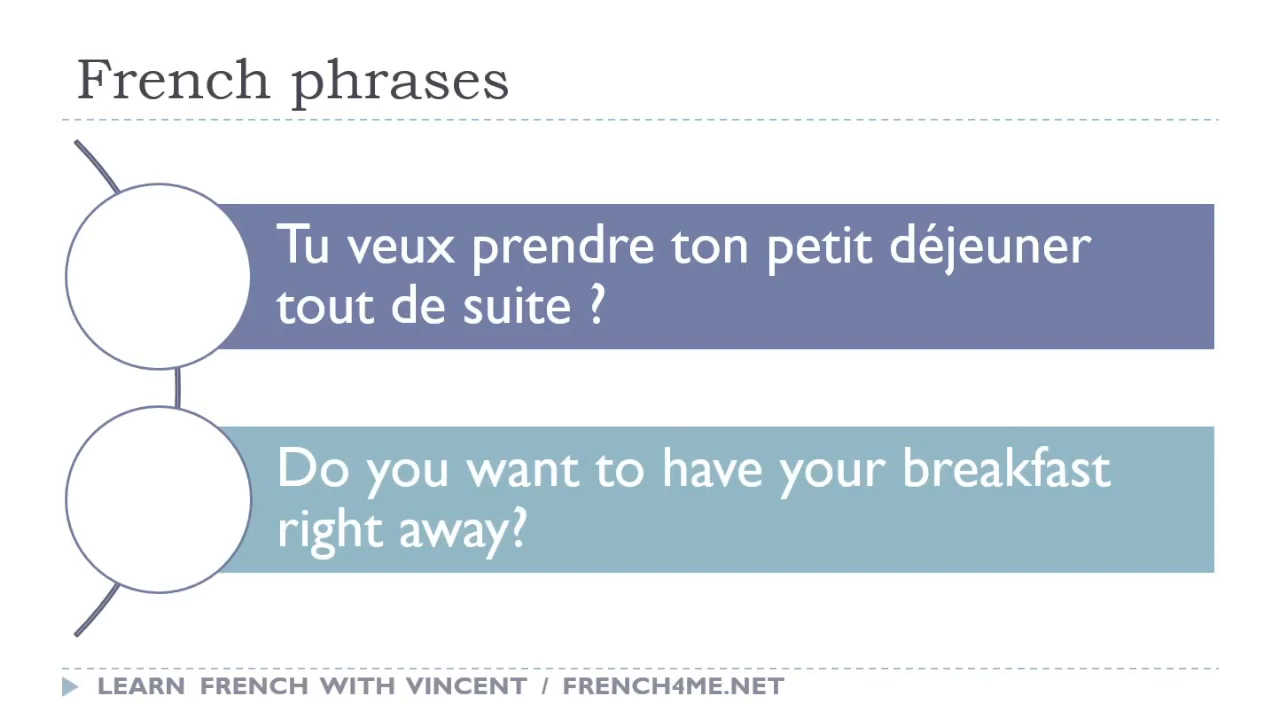 French phrases
Tu veux prendre ton petit déjeuner
tout de suite ?
Do you want to have your breakfast
right away?
LEARN FRENCH WITH VINCENT / FRENCH4ME.NET